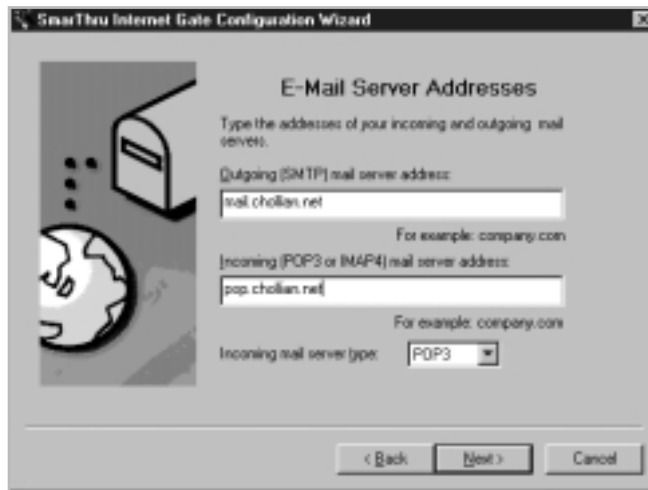 SmarThru Internet Gate Configuration Wizard
E-Mail Server Addresses
Type the addresses of your incoming and outgoing mail
servers.
Outgoing (SMTP) mail server address:
mail.chollian.net
For example: company.com
Incoming (POP3 or IMAP4) mail server address:
pop.chollian.net
For example: company.com
Incoming mail server type: POP3
< Back Next > Cancel